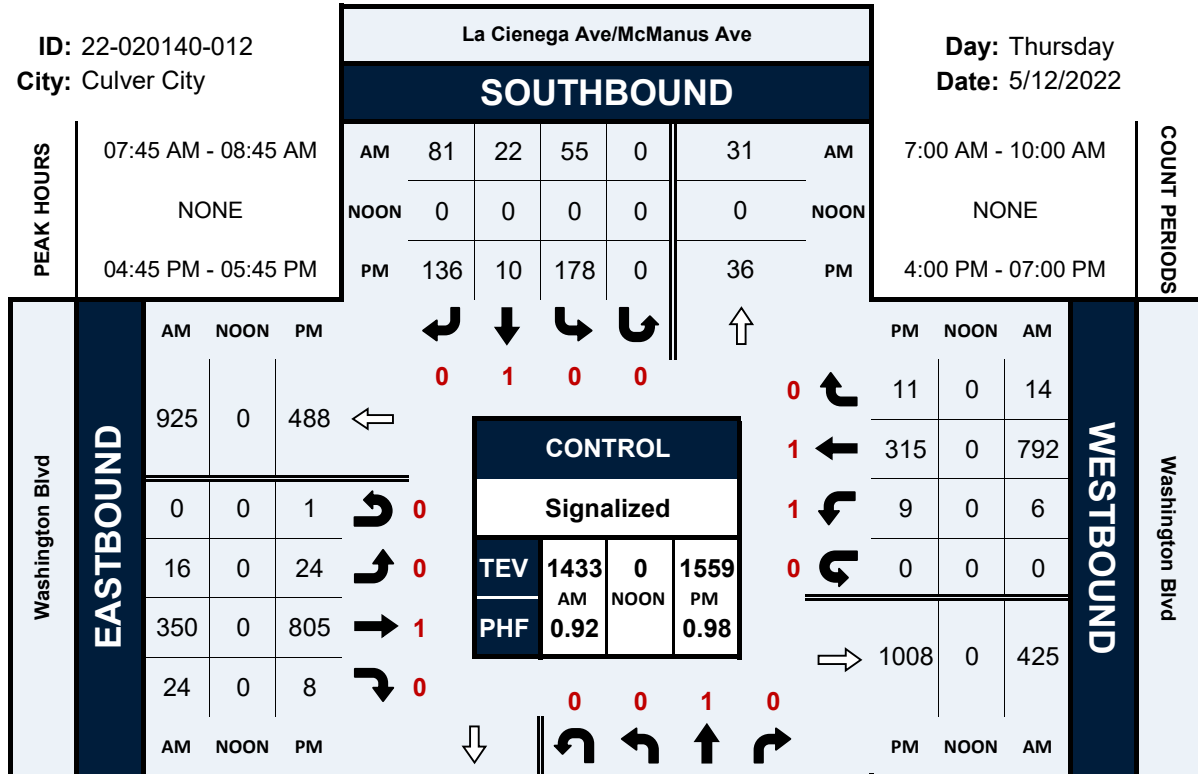 La Cienega Ave/McManus Ave
ID: 22-020140-012
City: Culver City
Day: Thursday
Date: 5/12/2022
SOUTHBOUND
PEAK HOURS
07:45 AM - 08:45 AM
NONE
04:45 PM - 05:45 PM
AM 81 22 55 0 31 AM
NOON 0 0 0 0 0 NOON
PM 136 10 178 0 36 PM
7:00 AM - 10:00 AM
NONE
4:00 PM - 07:00 PM
COUNT PERIODS
0 1 0 0
Washington Blvd
EASTBOUND
AM NOON PM
925 0 488
0 0 1 0
16 0 24 0
350 0 805 1
24 0 8 0
AM NOON PM
CONTROL
Signalized
TEV 1433 0 1559
AM NOON PM
PHF 0.92 0.98
PM NOON AM
0 11 0 14
1 315 0 792
1 9 0 6
0 0 0 0
1008 0 425
PM NOON AM
WESTBOUND
Washington Blvd
0 0 1 0